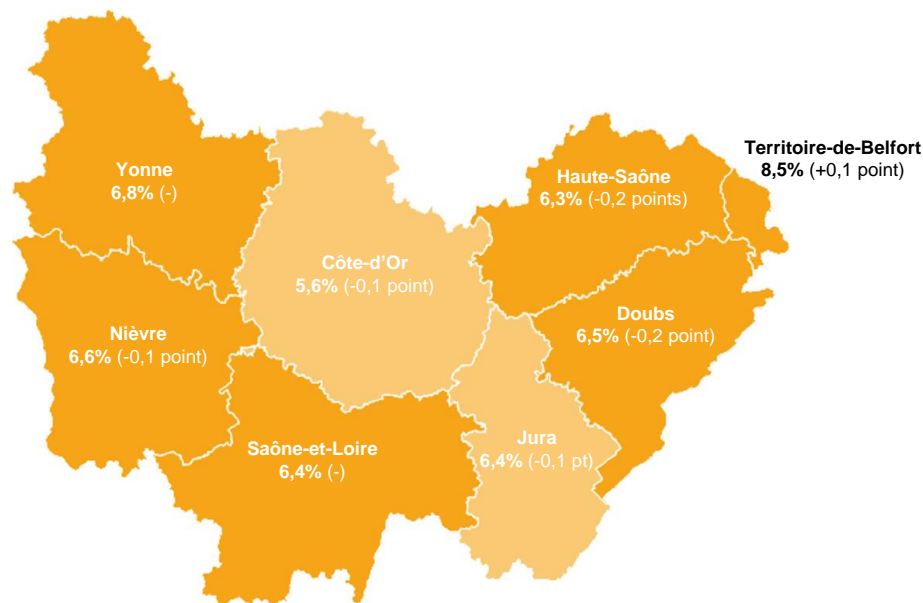 Yonne
6,8% (-)
Côte-d'Or
5,6% (-0,1 point)
Haute-Saône
6,3% (-0,2 points)
Territoire-de-Belfort
8,5% (+0,1 point)
Nièvre
6,6% (-0,1 point)
Doubs
6,5% (-0,2 point)
Saône-et-Loire
6,4% (-)
Jura
6,4% (-0,1 pt)